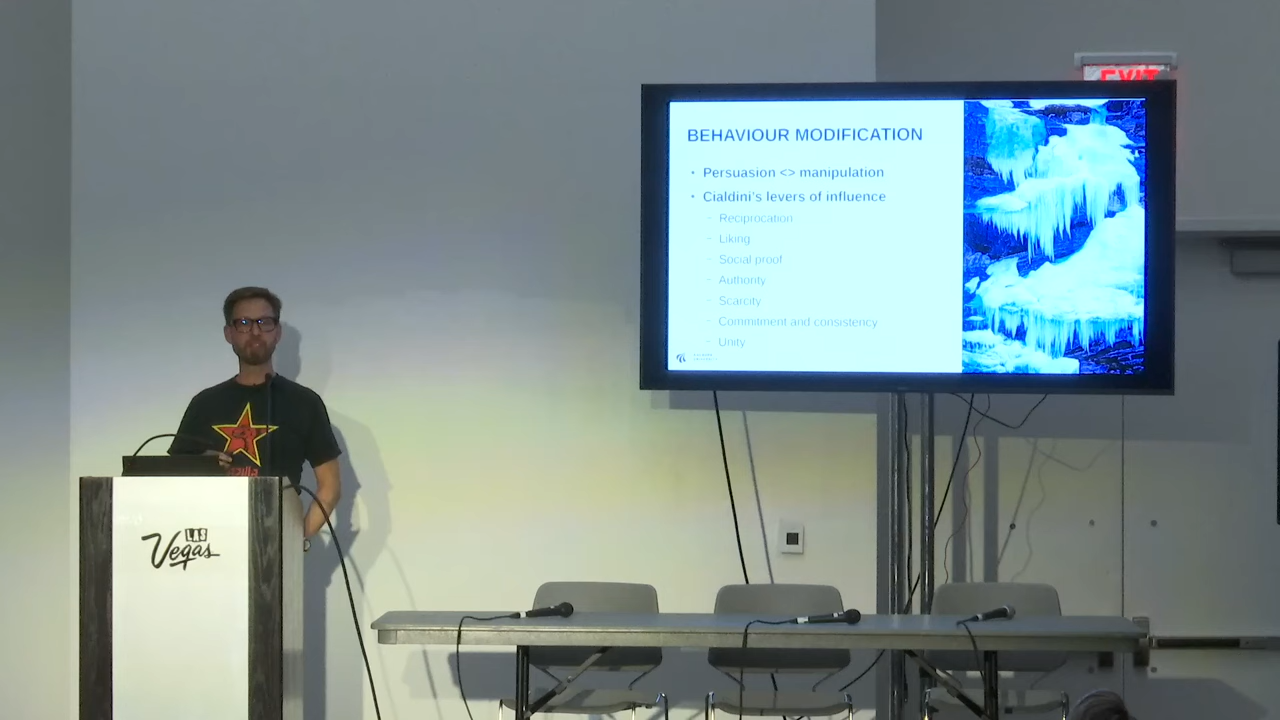 EXIT
BEHAVIOUR MODIFICATION
• Persuasion <> manipulation
• Cialdini's levers of influence
– Reciprocation
– Liking
– Social proof
– Authority
– Scarcity
– Commitment and consistency
– Unity
LAS
Vegas